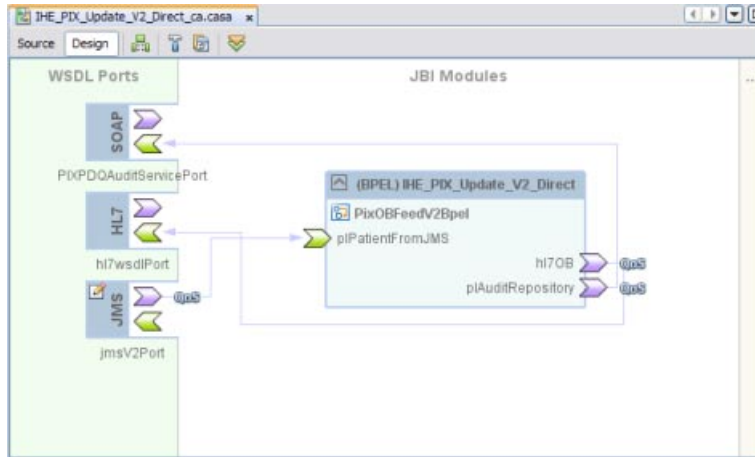 IHE_PIX_Update_V2_Direct_ca.casa
Source Design
WSDL Ports
JBI Modules
...
SOAP
PIXPDQAuditServicePort
(BPEL) IHE_PIX_Update_V2_Direct
PixOBFeedV2Bpel
HL7
plPatientFromJMS
hl7wsdlPort
hl7OB
QoS
JMS
QoS
plAuditRepository
QoS
jmsV2Port